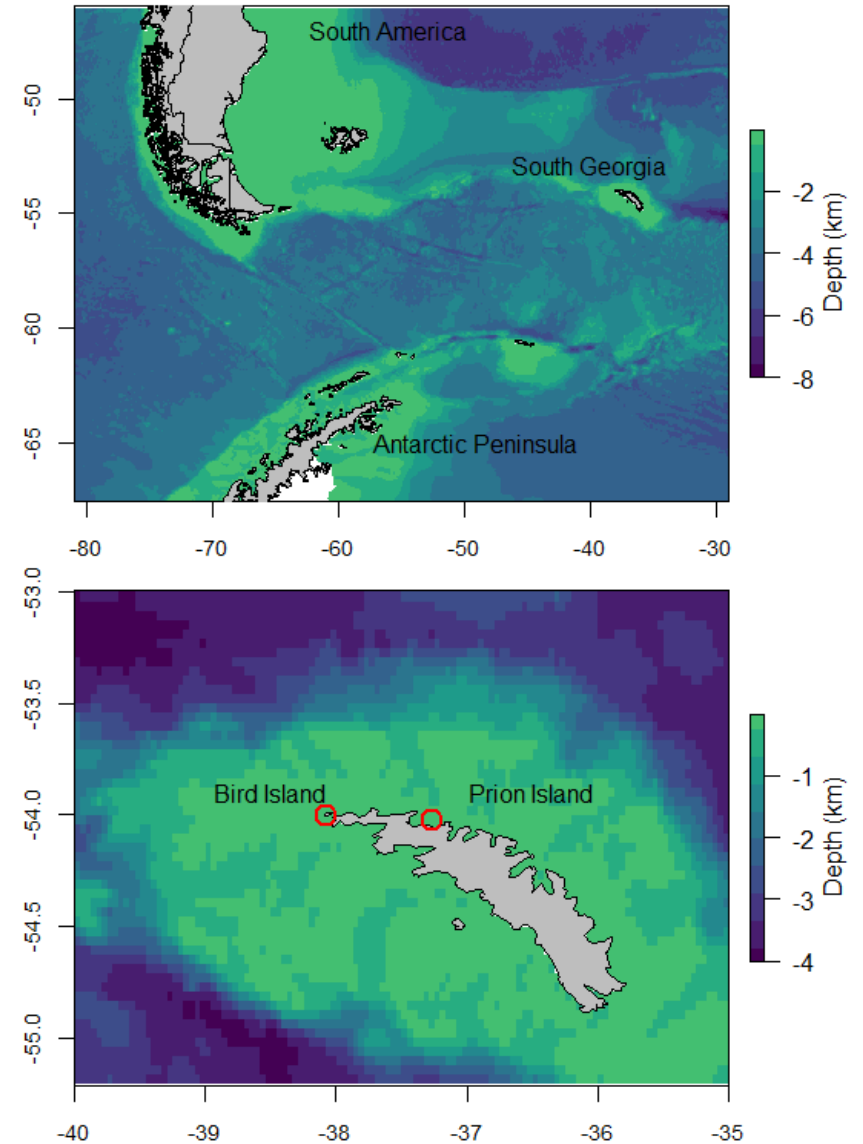 South America
South Georgia
Antarctic Peninsula
-50
-55
-60
-65
-80 -70 -60 -50 -40 -30
-2
-4
-6
-8
Depth (km)
Bird Island Prion Island
-53.0
-53.5
-54.0
-54.5
-55.0
-40 -39 -38 -37 -36 -35
-1
-2
-3
-4
Depth (km)